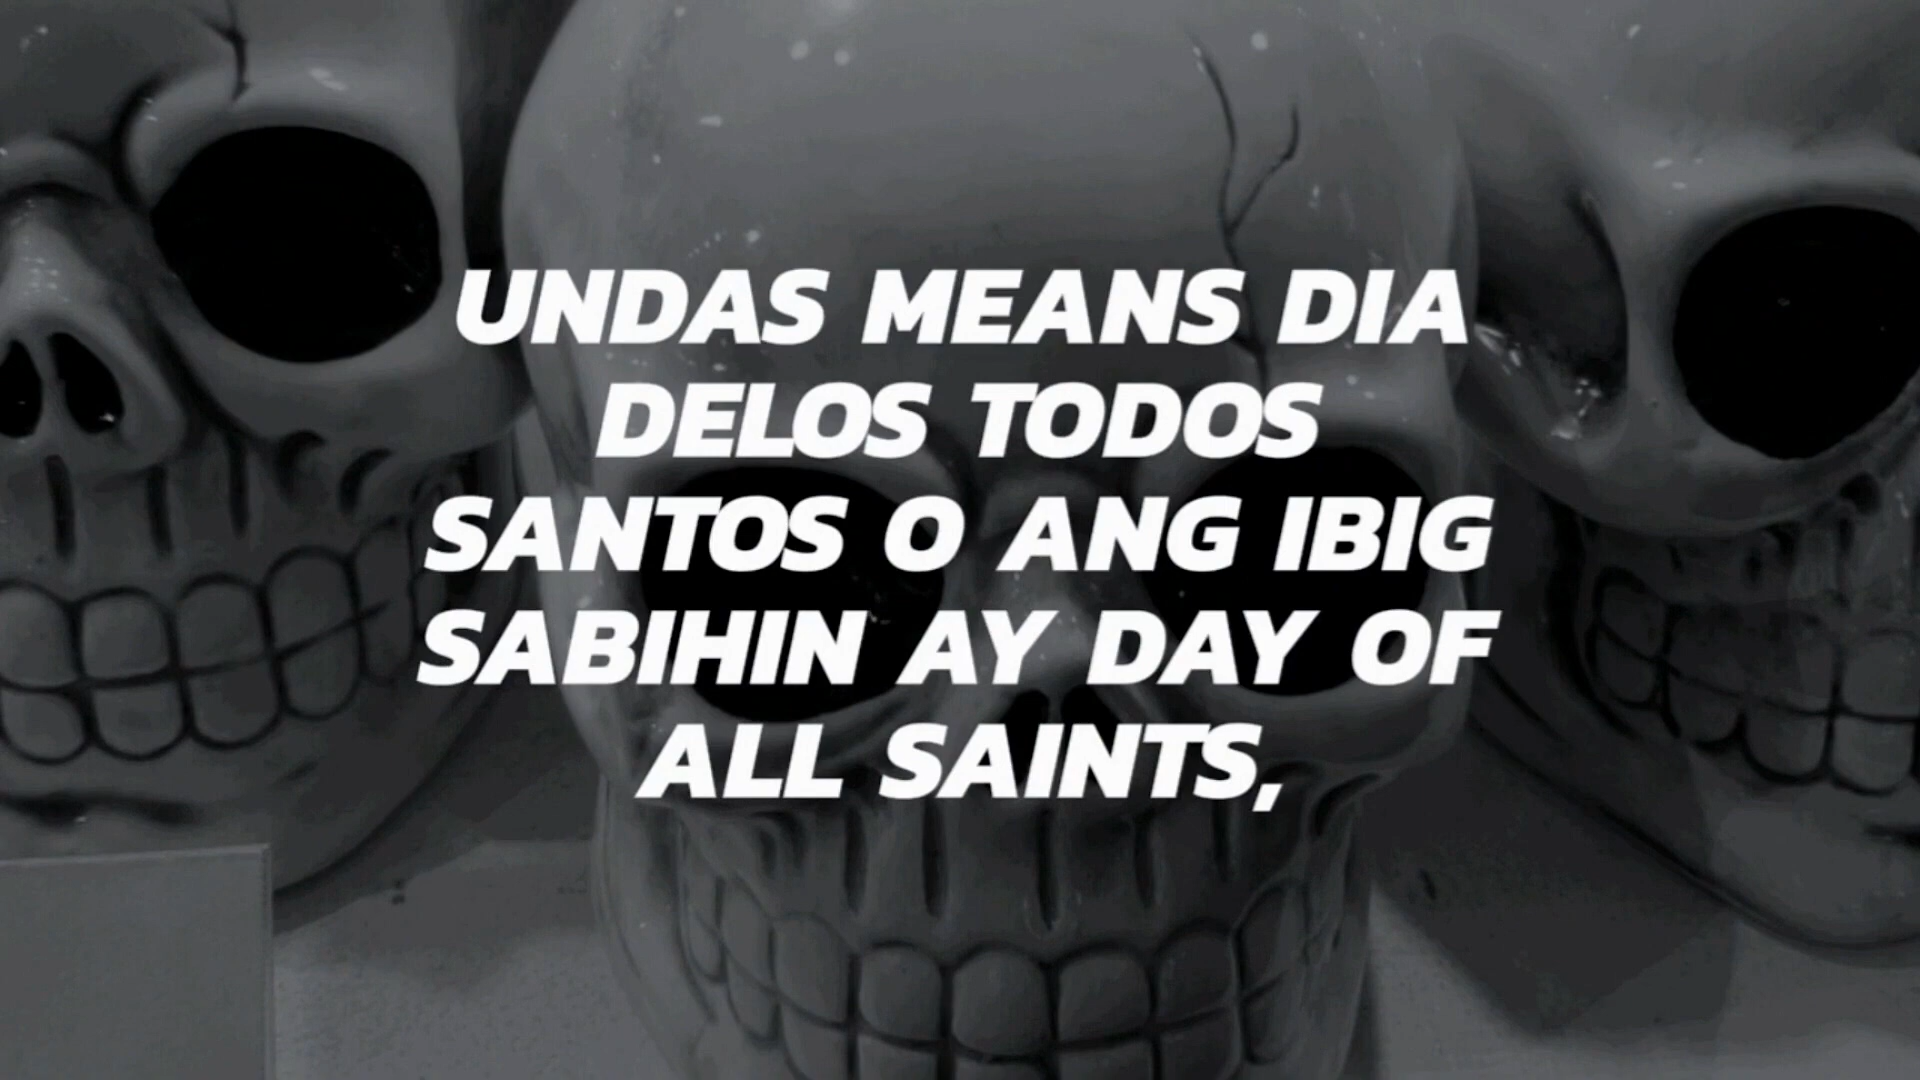 UNDAS MEANS DIA
DELOS TODOS
SANTOS O ANG IBIG
SABIHIN AY DAY OF
ALL SAINTS,